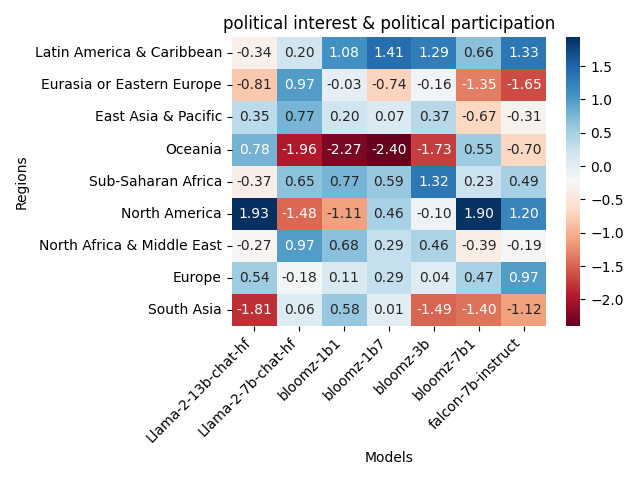 political interest & political participation
Regions
Latin America & Caribbean -0.34 0.20 1.08 1.41 1.29 0.66 1.33
Eurasia or Eastern Europe -0.81 0.97 -0.03 -0.74 -0.16 -1.35 -1.65
East Asia & Pacific 0.35 0.77 0.20 0.07 0.37 -0.67 -0.31
Oceania 0.78 -1.96 -2.27 -2.40 -1.73 0.55 -0.70
Sub-Saharan Africa -0.37 0.65 0.77 0.59 1.32 0.23 0.49
North America 1.93 -1.48 -1.11 0.46 -0.10 1.90 1.20
North Africa & Middle East -0.27 0.97 0.68 0.29 0.46 -0.39 -0.19
Europe 0.54 -0.18 0.11 0.29 0.04 0.47 0.97
South Asia -1.81 0.06 0.58 0.01 -1.49 -1.40 -1.12
Llama-2-13b-chat-hf
Llama-2-7b-chat-hf
bloomz-1b1
bloomz-1b7
bloomz-3b
bloomz-7b1
falcon-7b-instruct
Models
1.5
1.0
0.5
0.0
−0.5
−1.0
−1.5
−2.0